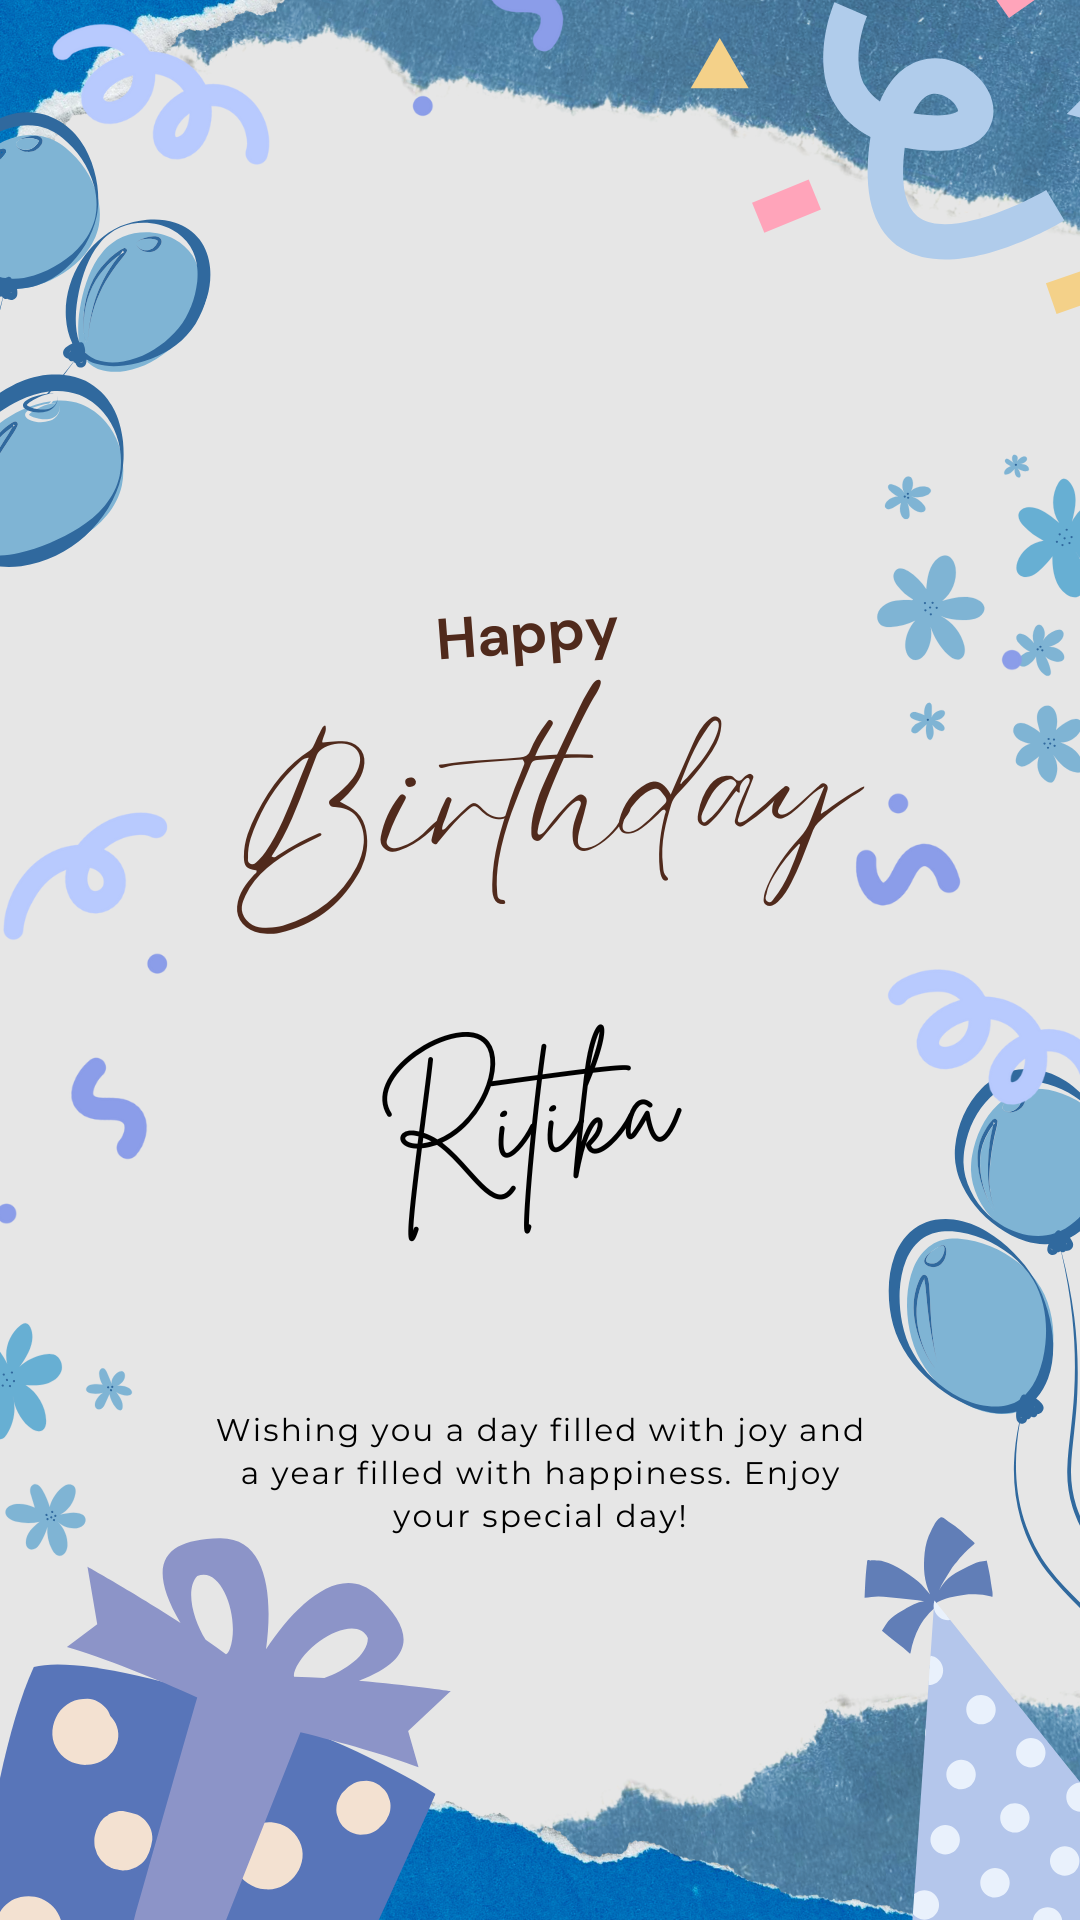 Happy
Birthday
Ritika
Wishing you a day filled with joy and
a year filled with happiness. Enjoy
your special day!